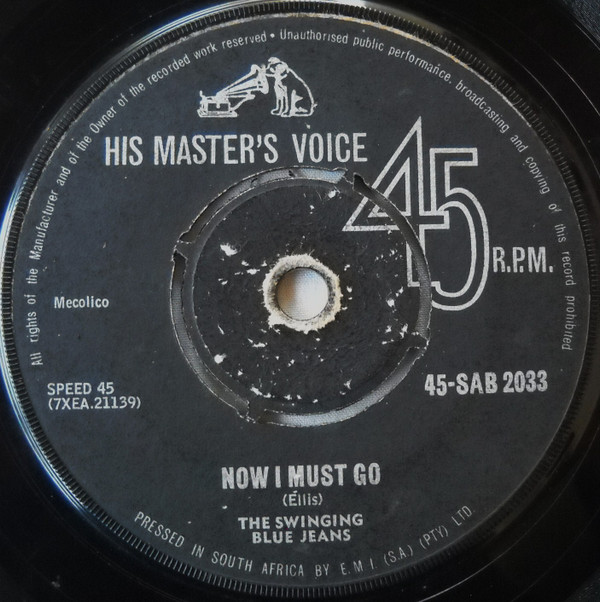 All rights of the Manufacturer and of the Owner of the recorded work reserved • Unauthorised public performance, broadcasting and copying of this record prohibited
HIS MASTER'S VOICE
45
R.P.M.
Mecolico
SPEED 45
(7XEA.21139)
45-SAB 2033
NOW I MUST GO
(Ellis)
THE SWINGING
BLUE JEANS
PRESSED IN SOUTH AFRICA BY E.M.I. (S.A.) (PTY) LTD.